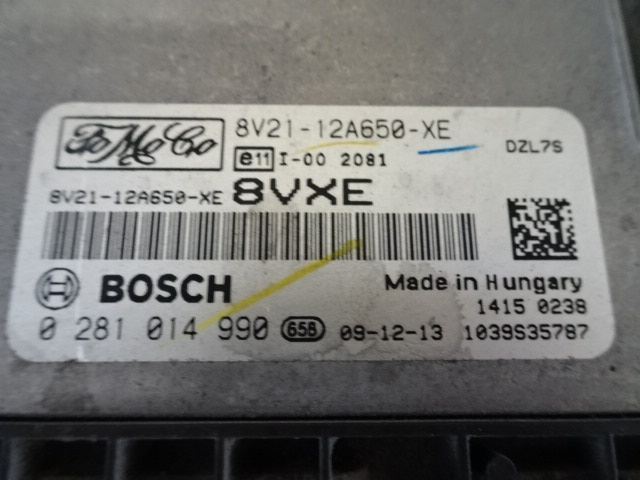 FoMoCo
8V21-12A650-XE
DZL7S
e11 I-00 2081
8V21-12A650-XE 8VXE
BOSCH
Made in Hungary
1415 0238
0 281 014 990 658 09-12-13 1039S35787